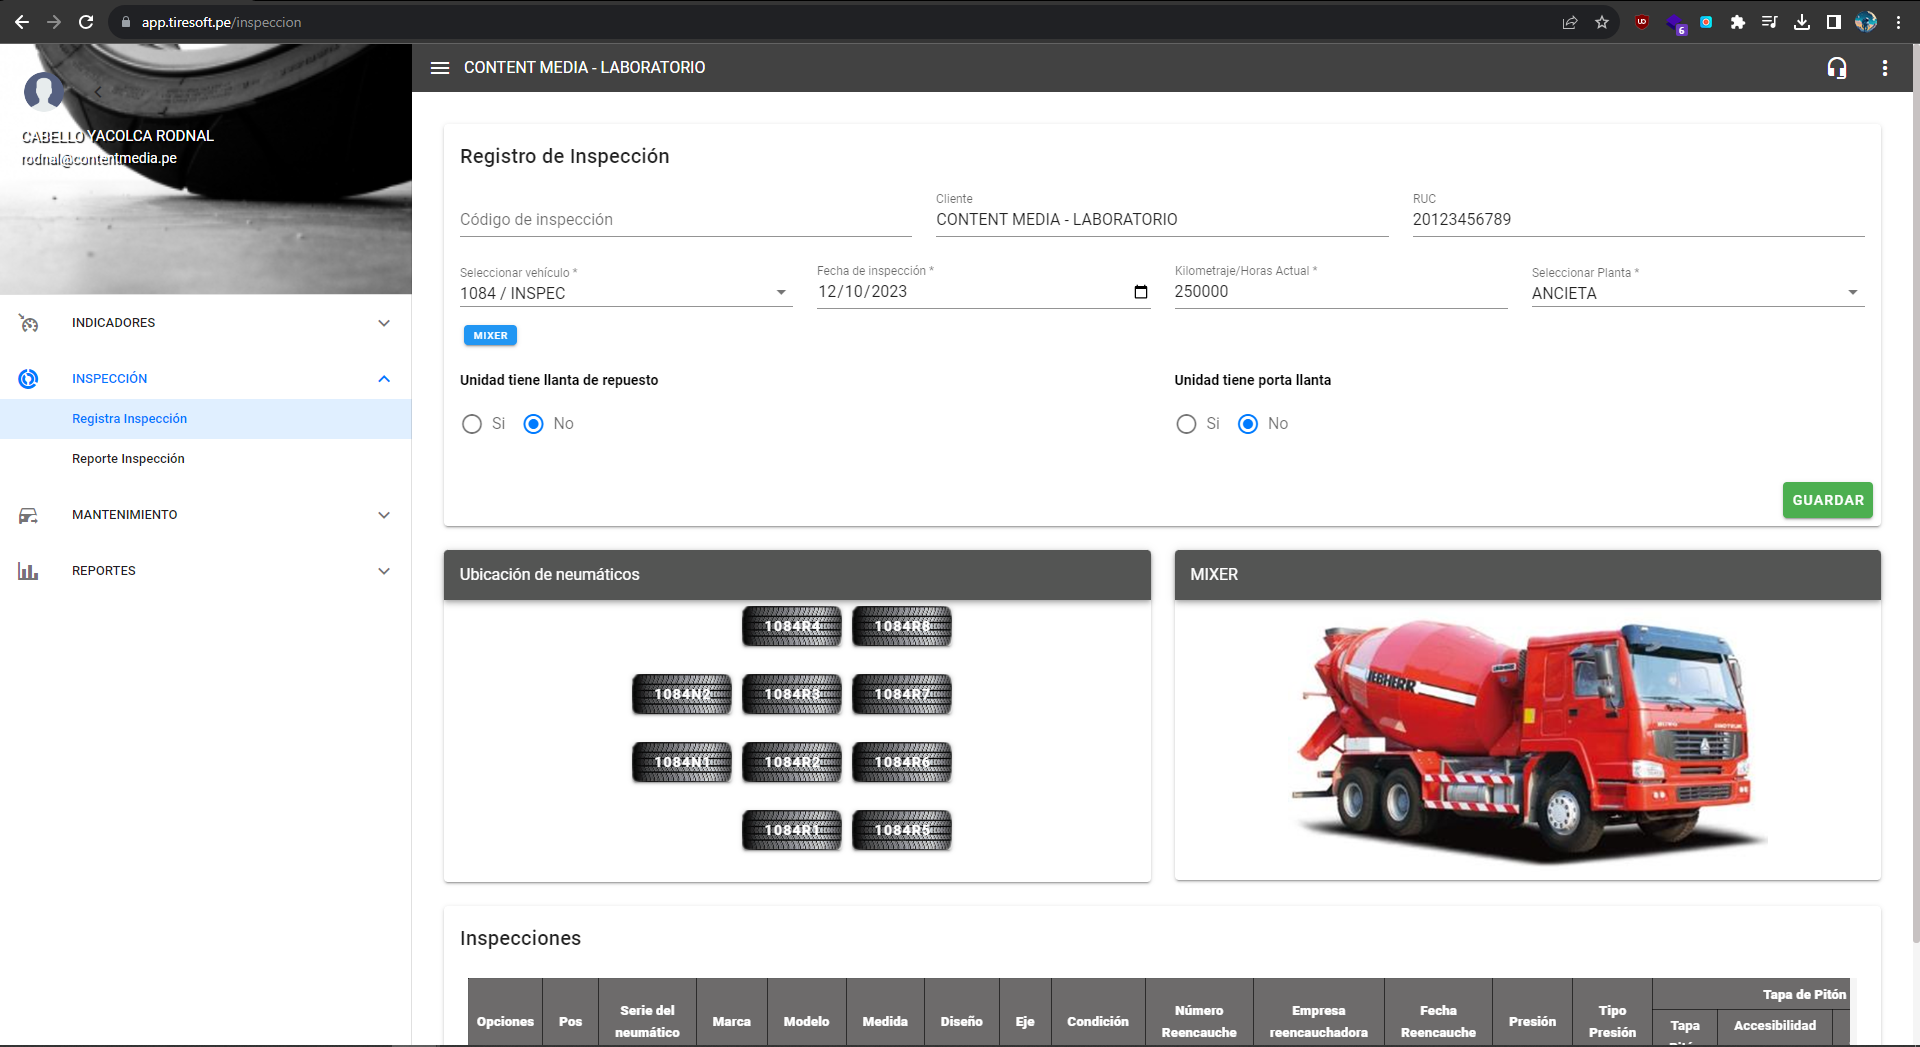 app.tiresoft.pe/inspeccion
6
CONTENT MEDIA - LABORATORIO
CABELLO YACOLCA RODNAL
rodnal@contentmedia.pe
INDICADORES
INSPECCIÓN
Registra Inspección
Reporte Inspección
MANTENIMIENTO
REPORTES
Registro de Inspección
Código de inspección
Cliente
CONTENT MEDIA - LABORATORIO
RUC
20123456789
Seleccionar vehículo *
1084 / INSPEC
Fecha de inspección *
12/10/2023
Kilometraje/Horas Actual *
250000
Seleccionar Planta *
ANCIETA
MIXER
Unidad tiene llanta de repuesto
Si No
Unidad tiene porta llanta
Si No
GUARDAR
Ubicación de neumáticos
1084R4 1084R8
1084N2 1084R3 1084R7
1084N1 1084R2 1084R6
1084R1 1084R5
MIXER
Inspecciones
Opciones
Pos
Serie del
neumático
Marca
Modelo
Medida
Diseño
Eje
Condición
Número
Reencauche
Empresa
reencauchadora
Fecha
Reencauche
Presión
Tipo
Presión
Tapa de Pitón
Tapa
Accesibilidad